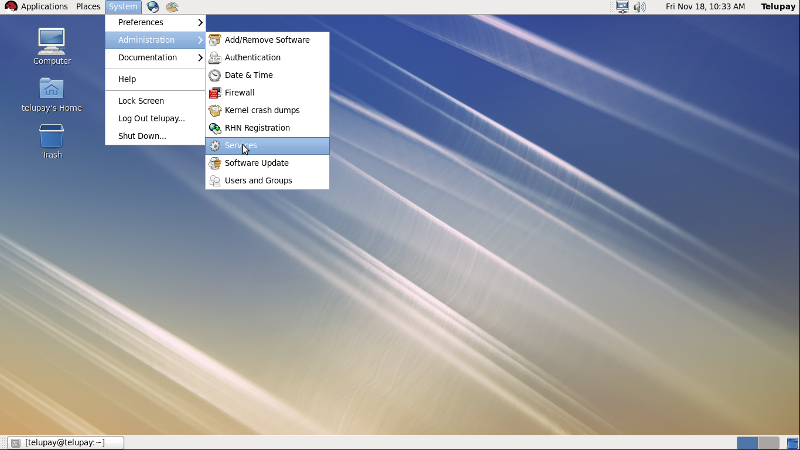 Applications Places System Fri Nov 18, 10:33 AM Telupay
Preferences
Administration
Documentation
Help
Lock Screen
Log Out telupay...
Shut Down...
Add/Remove Software
Authentication
Date & Time
Firewall
Kernel crash dumps
RHN Registration
Services
Software Update
Users and Groups
Computer
telupay's Home
Trash
[telupay@telupay:~]